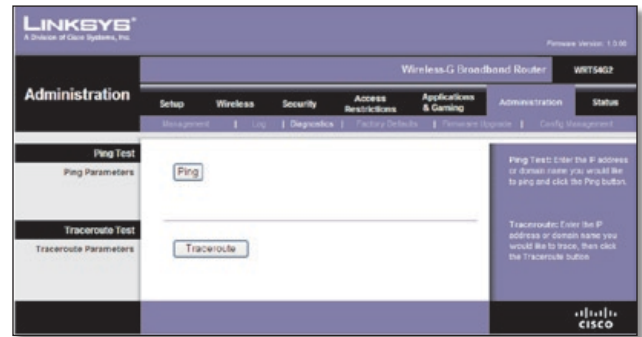 LINKSYS®
A Division of Cisco Systems, Inc.
Firmware Version: 1.0.00
Wireless-G Broadband Router
WRT54G2
Administration
Setup
Wireless
Security
Access Restrictions
Applications & Gaming
Administration
Status
Management | Log | Diagnostics | Factory Defaults | Firmware Upgrade | Config Management
Ping Test
Ping Parameters
Ping
Ping Test: Enter the IP address
or domain name you would like
to ping and click the Ping button.
Traceroute Test
Traceroute Parameters
Traceroute
Traceroute: Enter the IP
address or domain name you
would like to trace, then click
the Traceroute button
CISCO